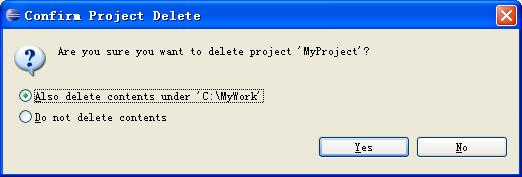 Confirm Project Delete
Are you sure you want to delete project 'MyProject'?
Also delete contents under 'C:\MyWork'
Do not delete contents
Yes No